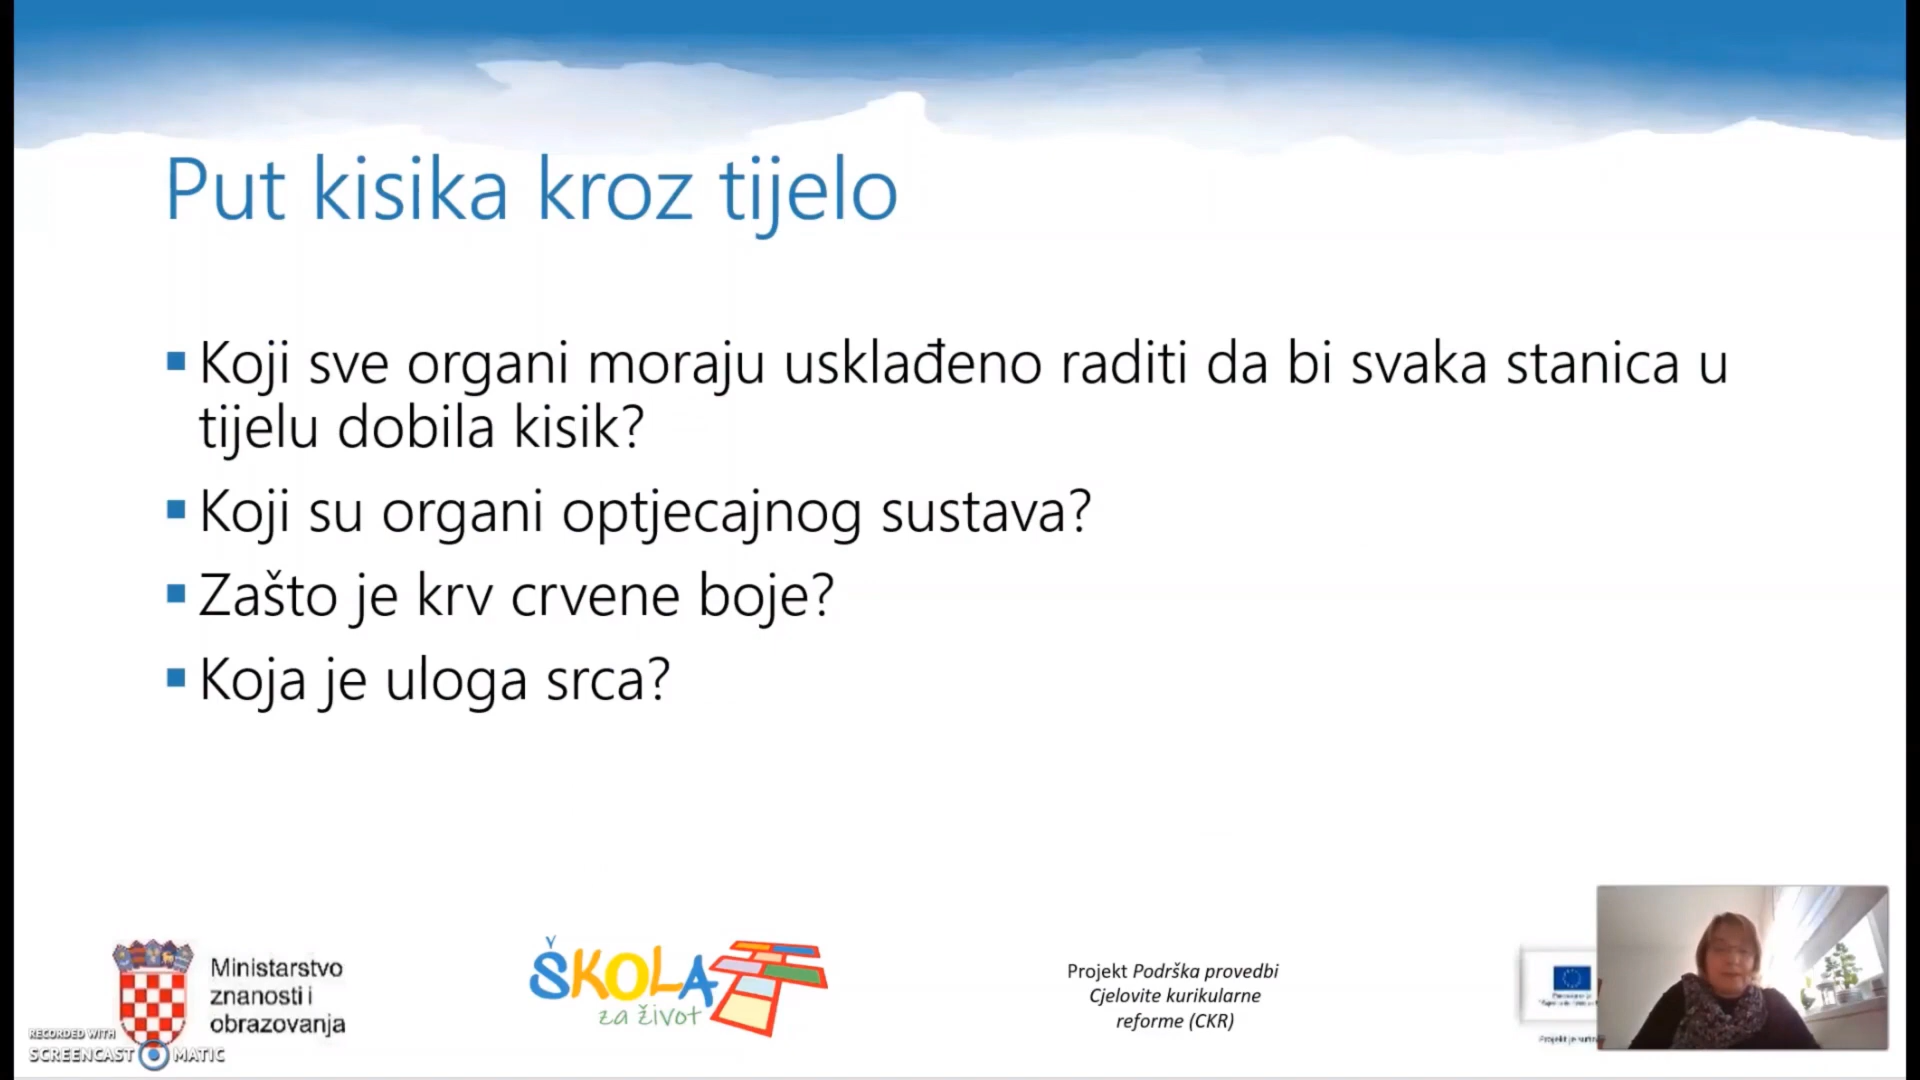 Put kisika kroz tijelo
▪ Koji sve organi moraju usklađeno raditi da bi svaka stanica u
tijelu dobila kisik?
▪ Koji su organi optjecajnog sustava?
▪ Zašto je krv crvene boje?
▪ Koja je uloga srca?
Ministarstvo
znanosti i
obrazovanja
ŠKOLA
za život
Projekt Podrška provedbi
Cjelovite kurikularne
reforme (CKR)
Projekt je
RECORDED WITH
SCREENCAST MATIC